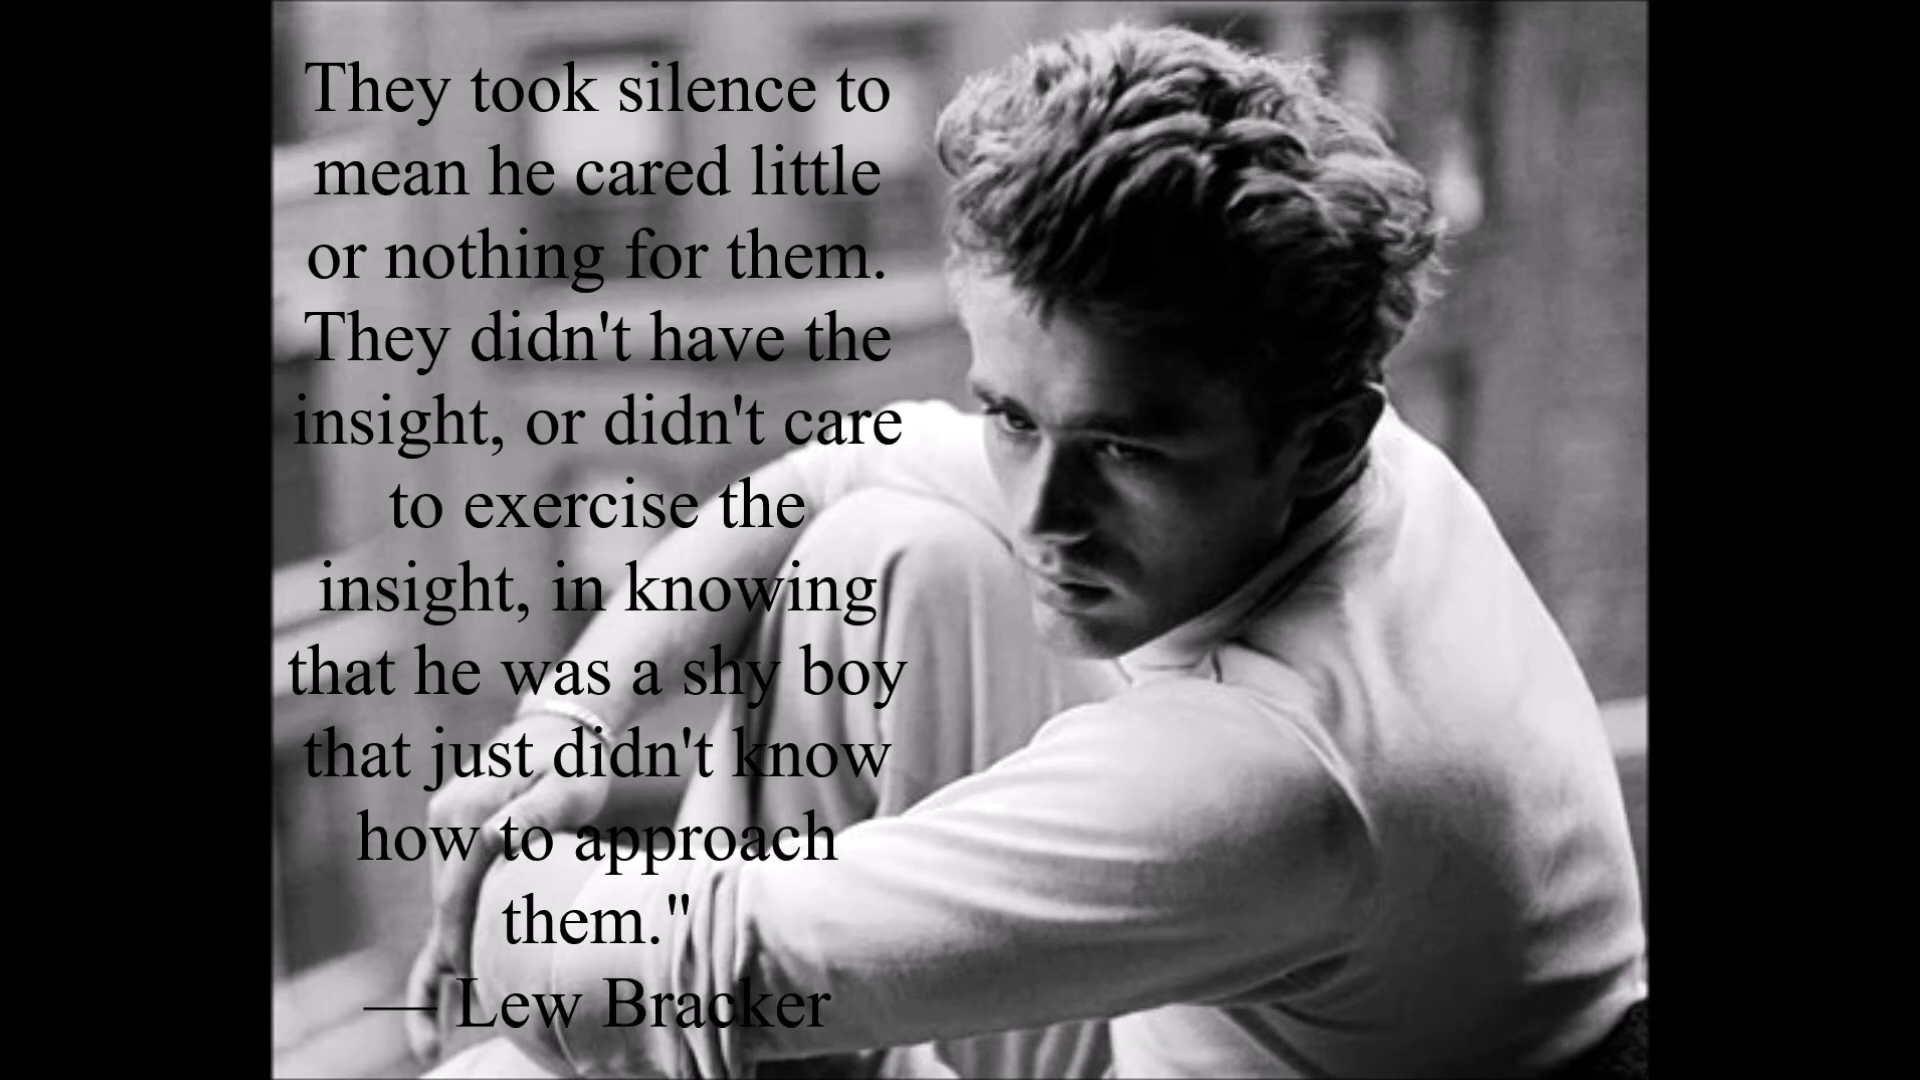 They took silence to
mean he cared little
or nothing for them.
They didn't have the
insight, or didn't care
to exercise the
insight, in knowing
that he was a shy boy
that just didn't know
how to approach
them."
— Lew Bracker